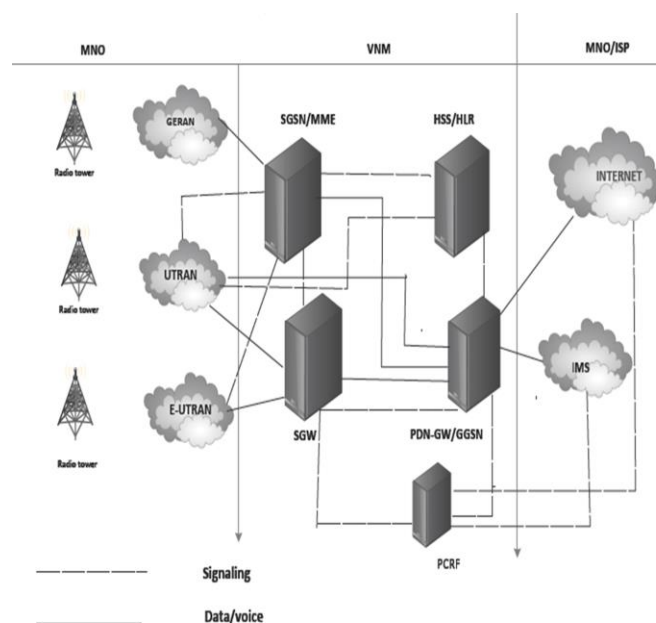 MNO
VNM
MNO/ISP
GERAN
SGSN/MME
HSS/HLR
INTERNET
Radio tower
UTRAN
Radio tower
IMS
E-UTRAN
SGW
PDN-GW/GGSN
Radio tower
PCRF
Signaling
Data/voice